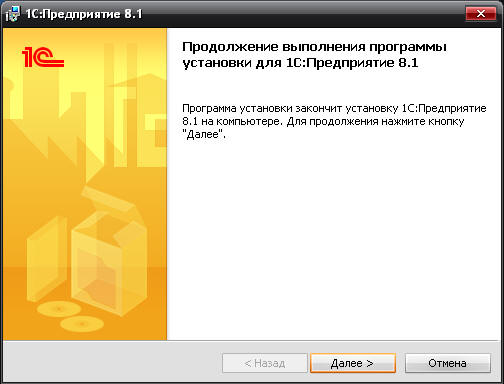 1С:Предприятие 8.1
1С
Продолжение выполнения программы
установки для 1С:Предприятие 8.1
Программа установки закончит установку 1С:Предприятие
8.1 на компьютере. Для продолжения нажмите кнопку
"Далее".
< Назад
Далее >
Отмена